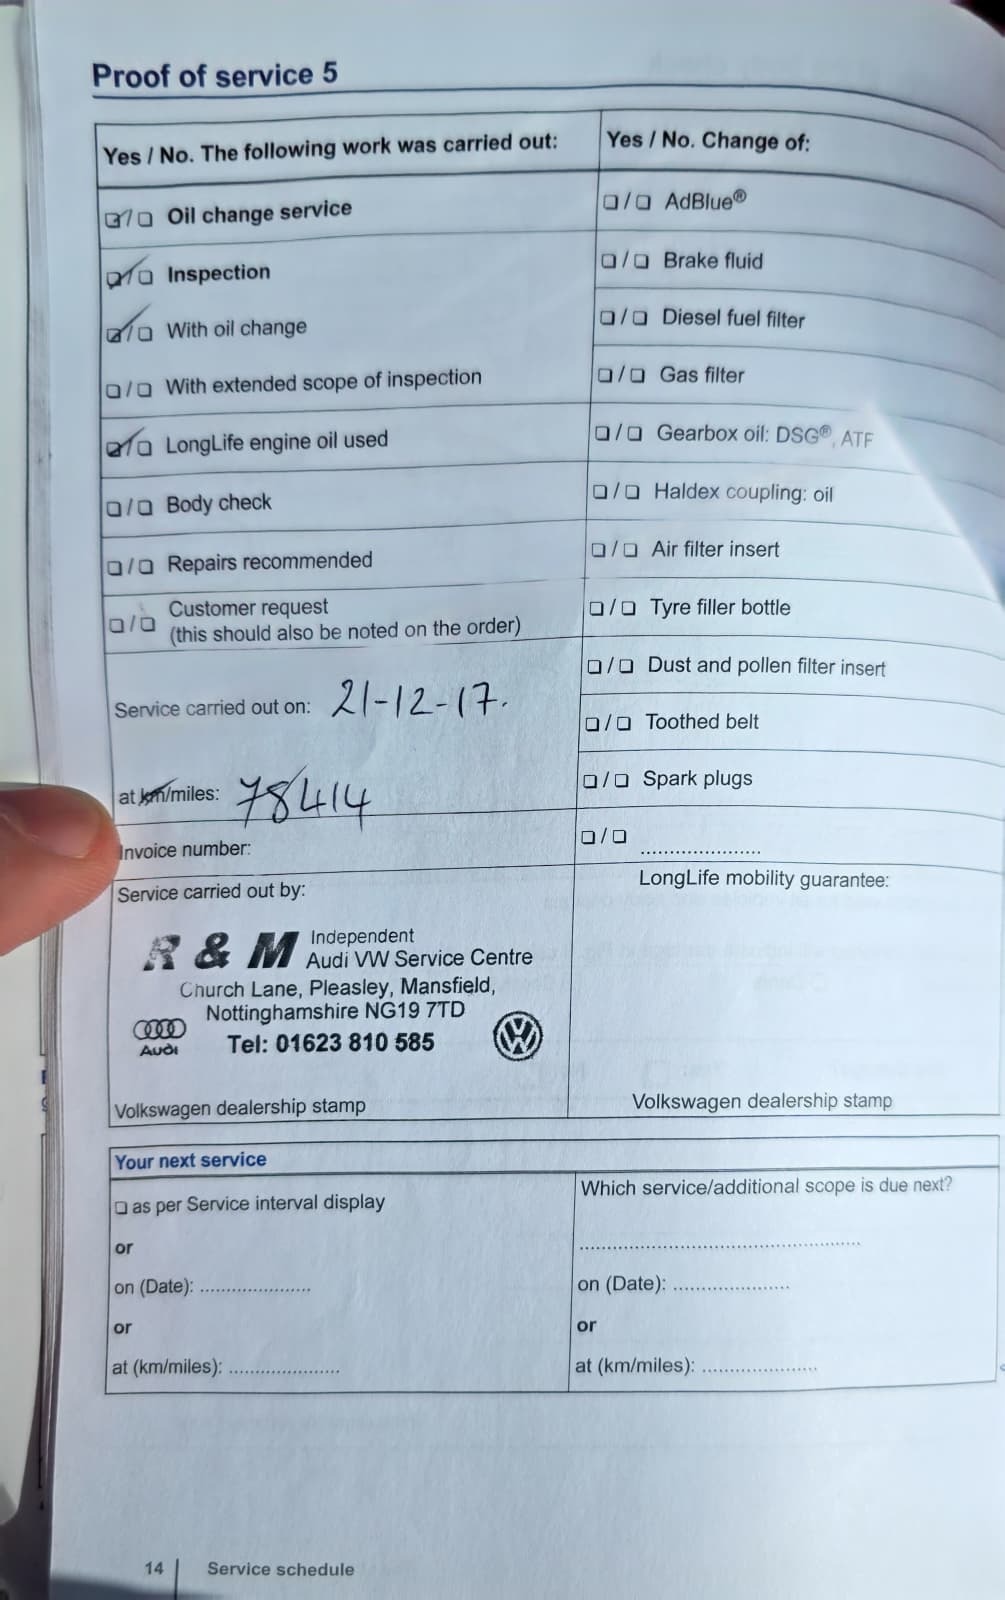 Proof of service 5
Yes / No. The following work was carried out:
☑/☐ Oil change service
☑/☐ Inspection
☑/☐ With oil change
☐/☐ With extended scope of inspection
☑/☐ LongLife engine oil used
☐/☐ Body check
☐/☐ Repairs recommended
☐/☐ Customer request
(this should also be noted on the order)
Service carried out on: 21-12-17.
at km/miles: 78414
Invoice number:
Service carried out by:
R & M Independent
Audi VW Service Centre
Church Lane, Pleasley, Mansfield,
Nottinghamshire NG19 7TD
Audi Tel: 01623 810 585
Volkswagen dealership stamp
Yes / No. Change of:
☐/☐ AdBlue®
☐/☐ Brake fluid
☐/☐ Diesel fuel filter
☐/☐ Gas filter
☐/☐ Gearbox oil: DSG®, ATF
☐/☐ Haldex coupling: oil
☐/☐ Air filter insert
☐/☐ Tyre filler bottle
☐/☐ Dust and pollen filter insert
☐/☐ Toothed belt
☐/☐ Spark plugs
☐/☐ .....................
LongLife mobility guarantee:
Volkswagen dealership stamp
Your next service
☐ as per Service interval display
or
on (Date): .....................
or
at (km/miles): .....................
Which service/additional scope is due next?
.....................................................
on (Date): .....................
or
at (km/miles): .....................
14 Service schedule